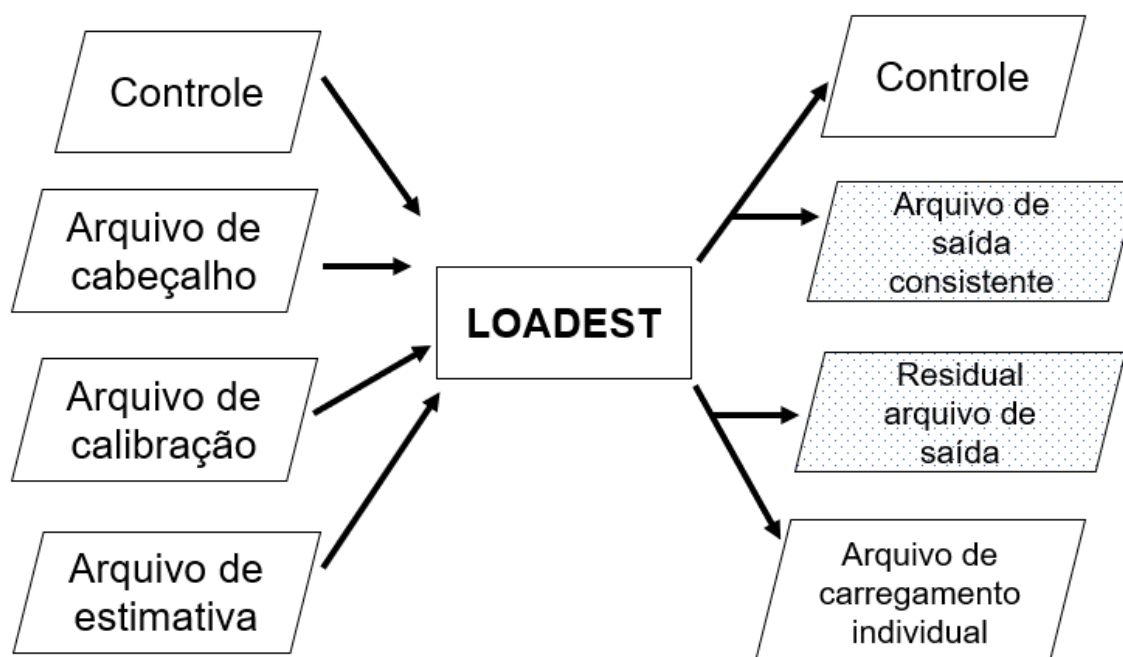 Controle
Arquivo de
cabeçalho
Arquivo de
calibração
Arquivo de
estimativa
LOADEST
Controle
Arquivo de
saída
consistente
Residual
arquivo de
saída
Arquivo de
carregamento
individual